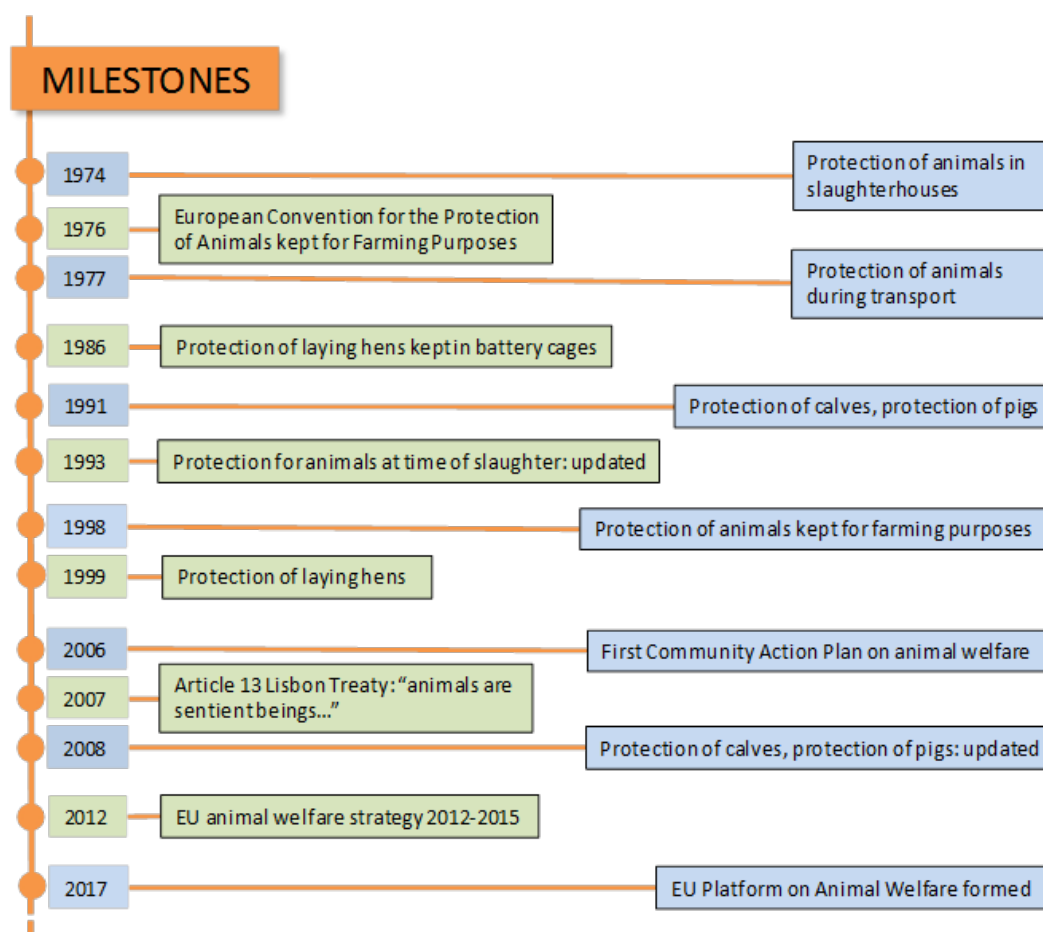 MILESTONES
1974
Protection of animals in
slaughterhouses
1976
European Convention for the Protection
of Animals kept for Farming Purposes
1977
Protection of animals
during transport
1986
Protection of laying hens kept in battery cages
1991
Protection of calves, protection of pigs
1993
Protection for animals at time of slaughter: updated
1998
Protection of animals kept for farming purposes
1999
Protection of laying hens
2006
First Community Action Plan on animal welfare
2007
Article 13 Lisbon Treaty: “animals are
sentient beings...”
2008
Protection of calves, protection of pigs: updated
2012
EU animal welfare strategy 2012-2015
2017
EU Platform on Animal Welfare formed